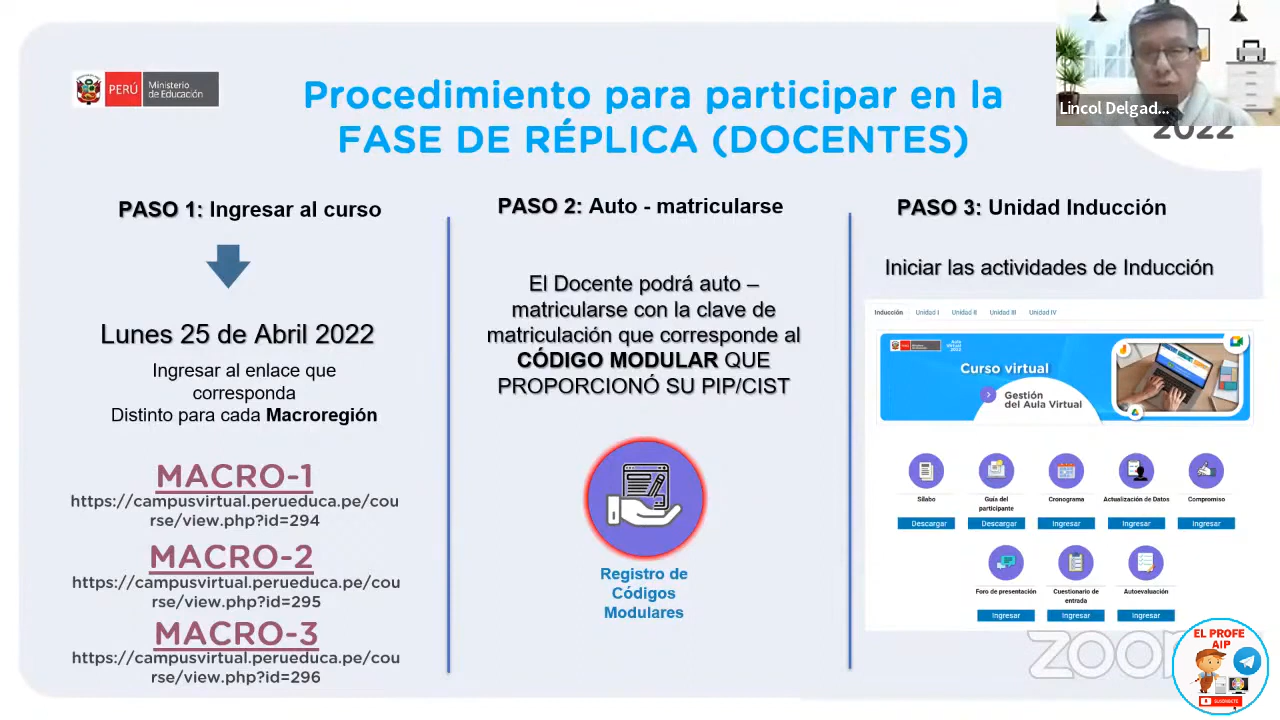 PERÚ
Ministerio
de Educación
Procedimiento para participar en la
FASE DE RÉPLICA (DOCENTES)
Lincol Delgad...
2022
PASO 1: Ingresar al curso
Lunes 25 de Abril 2022
Ingresar al enlace que
corresponda
Distinto para cada Macroregión
MACRO-1
https://campusvirtual.perueduca.pe/cou
rse/view.php?id=294
MACRO-2
https://campusvirtual.perueduca.pe/cou
rse/view.php?id=295
MACRO-3
https://campusvirtual.perueduca.pe/cou
rse/view.php?id=296
PASO 2: Auto - matricularse
El Docente podrá auto –
matricularse con la clave de
matriculación que corresponde al
CÓDIGO MODULAR QUE
PROPORCIONÓ SU PIP/CIST
Registro de
Códigos
Modulares
PASO 3: Unidad Inducción
Iniciar las actividades de Inducción
Inducción Unidad I Unidad II Unidad III Unidad IV
Aula
Virtual
2022
Curso virtual
Gestión
del Aula Virtual
Sílabo
Descargar
Guía del
participante
Descargar
Cronograma
Ingresar
Actualización de Datos
Ingresar
Compromiso
Ingresar
Foro de presentación
Ingresar
Cuestionario de
entrada
Ingresar
Autoevaluación
Ingresar
zoom
EL PROFE
AIP
SUSCRÍBETE